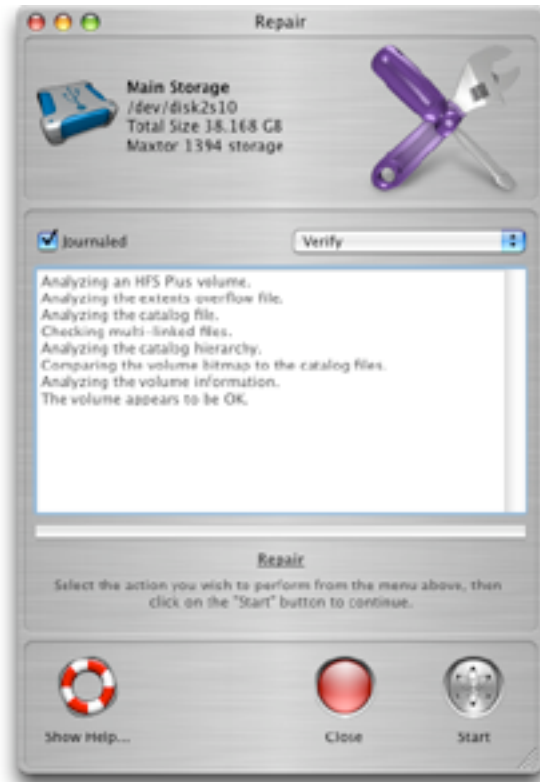 Repair
Main Storage
/dev/disk2s10
Total Size 38.168 GB
Maxtor 1394 storage
Journaled
Verify
Analyzing an HFS Plus volume.
Analyzing the extents overflow file.
Analyzing the catalog file.
Checking multi-linked files.
Analyzing the catalog hierarchy.
Comparing the volume bitmap to the catalog files.
Analyzing the volume information.
The volume appears to be OK.
Repair
Select the action you wish to perform from the menu above, then
click on the "Start" button to continue.
Show Help...
Close
Start